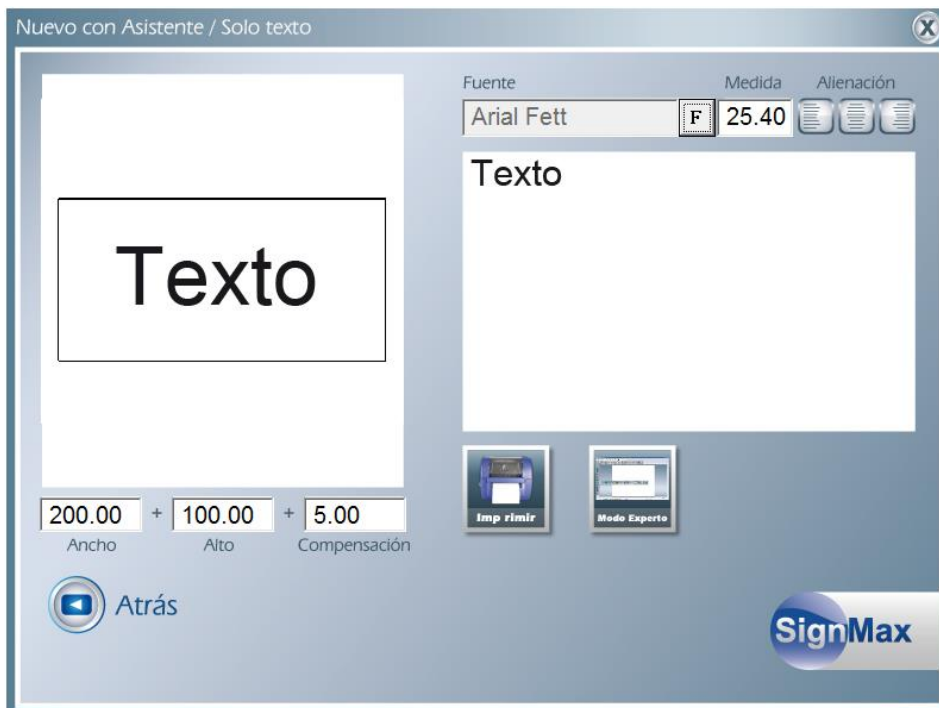 Nuevo con Asistente / Solo texto
X
Fuente
Medida
Alienación
Arial Fett
F
25.40
Texto
Texto
Imp rimir
Modo Experto
200.00 + 100.00 + 5.00
Ancho
Alto
Compensación
Atrás
SignMax